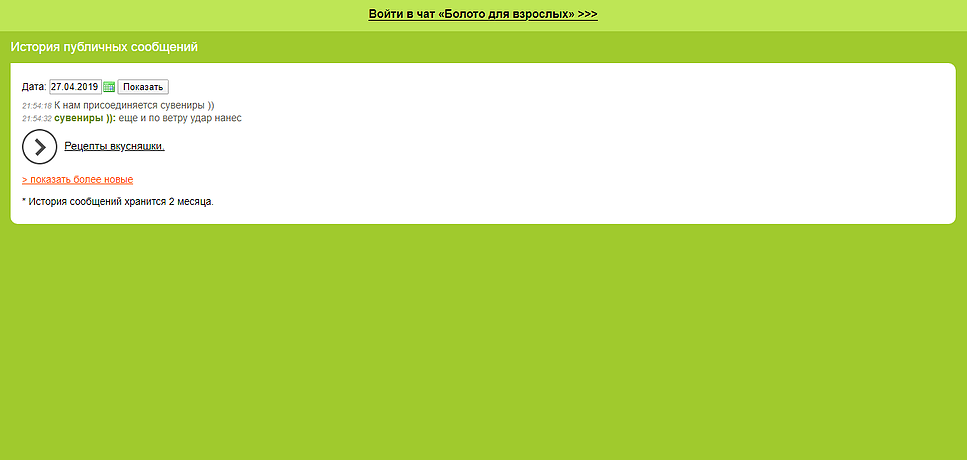 Войти в чат «Болото для взрослых» >>>
История публичных сообщений
Дата: 27.04.2019 Показать
21:54:18 К нам присоединяется сувениры ))
21:54:32 сувениры )): еще и по ветру удар нанес
Рецепты вкусняшки.
> показать более новые
* История сообщений хранится 2 месяца.